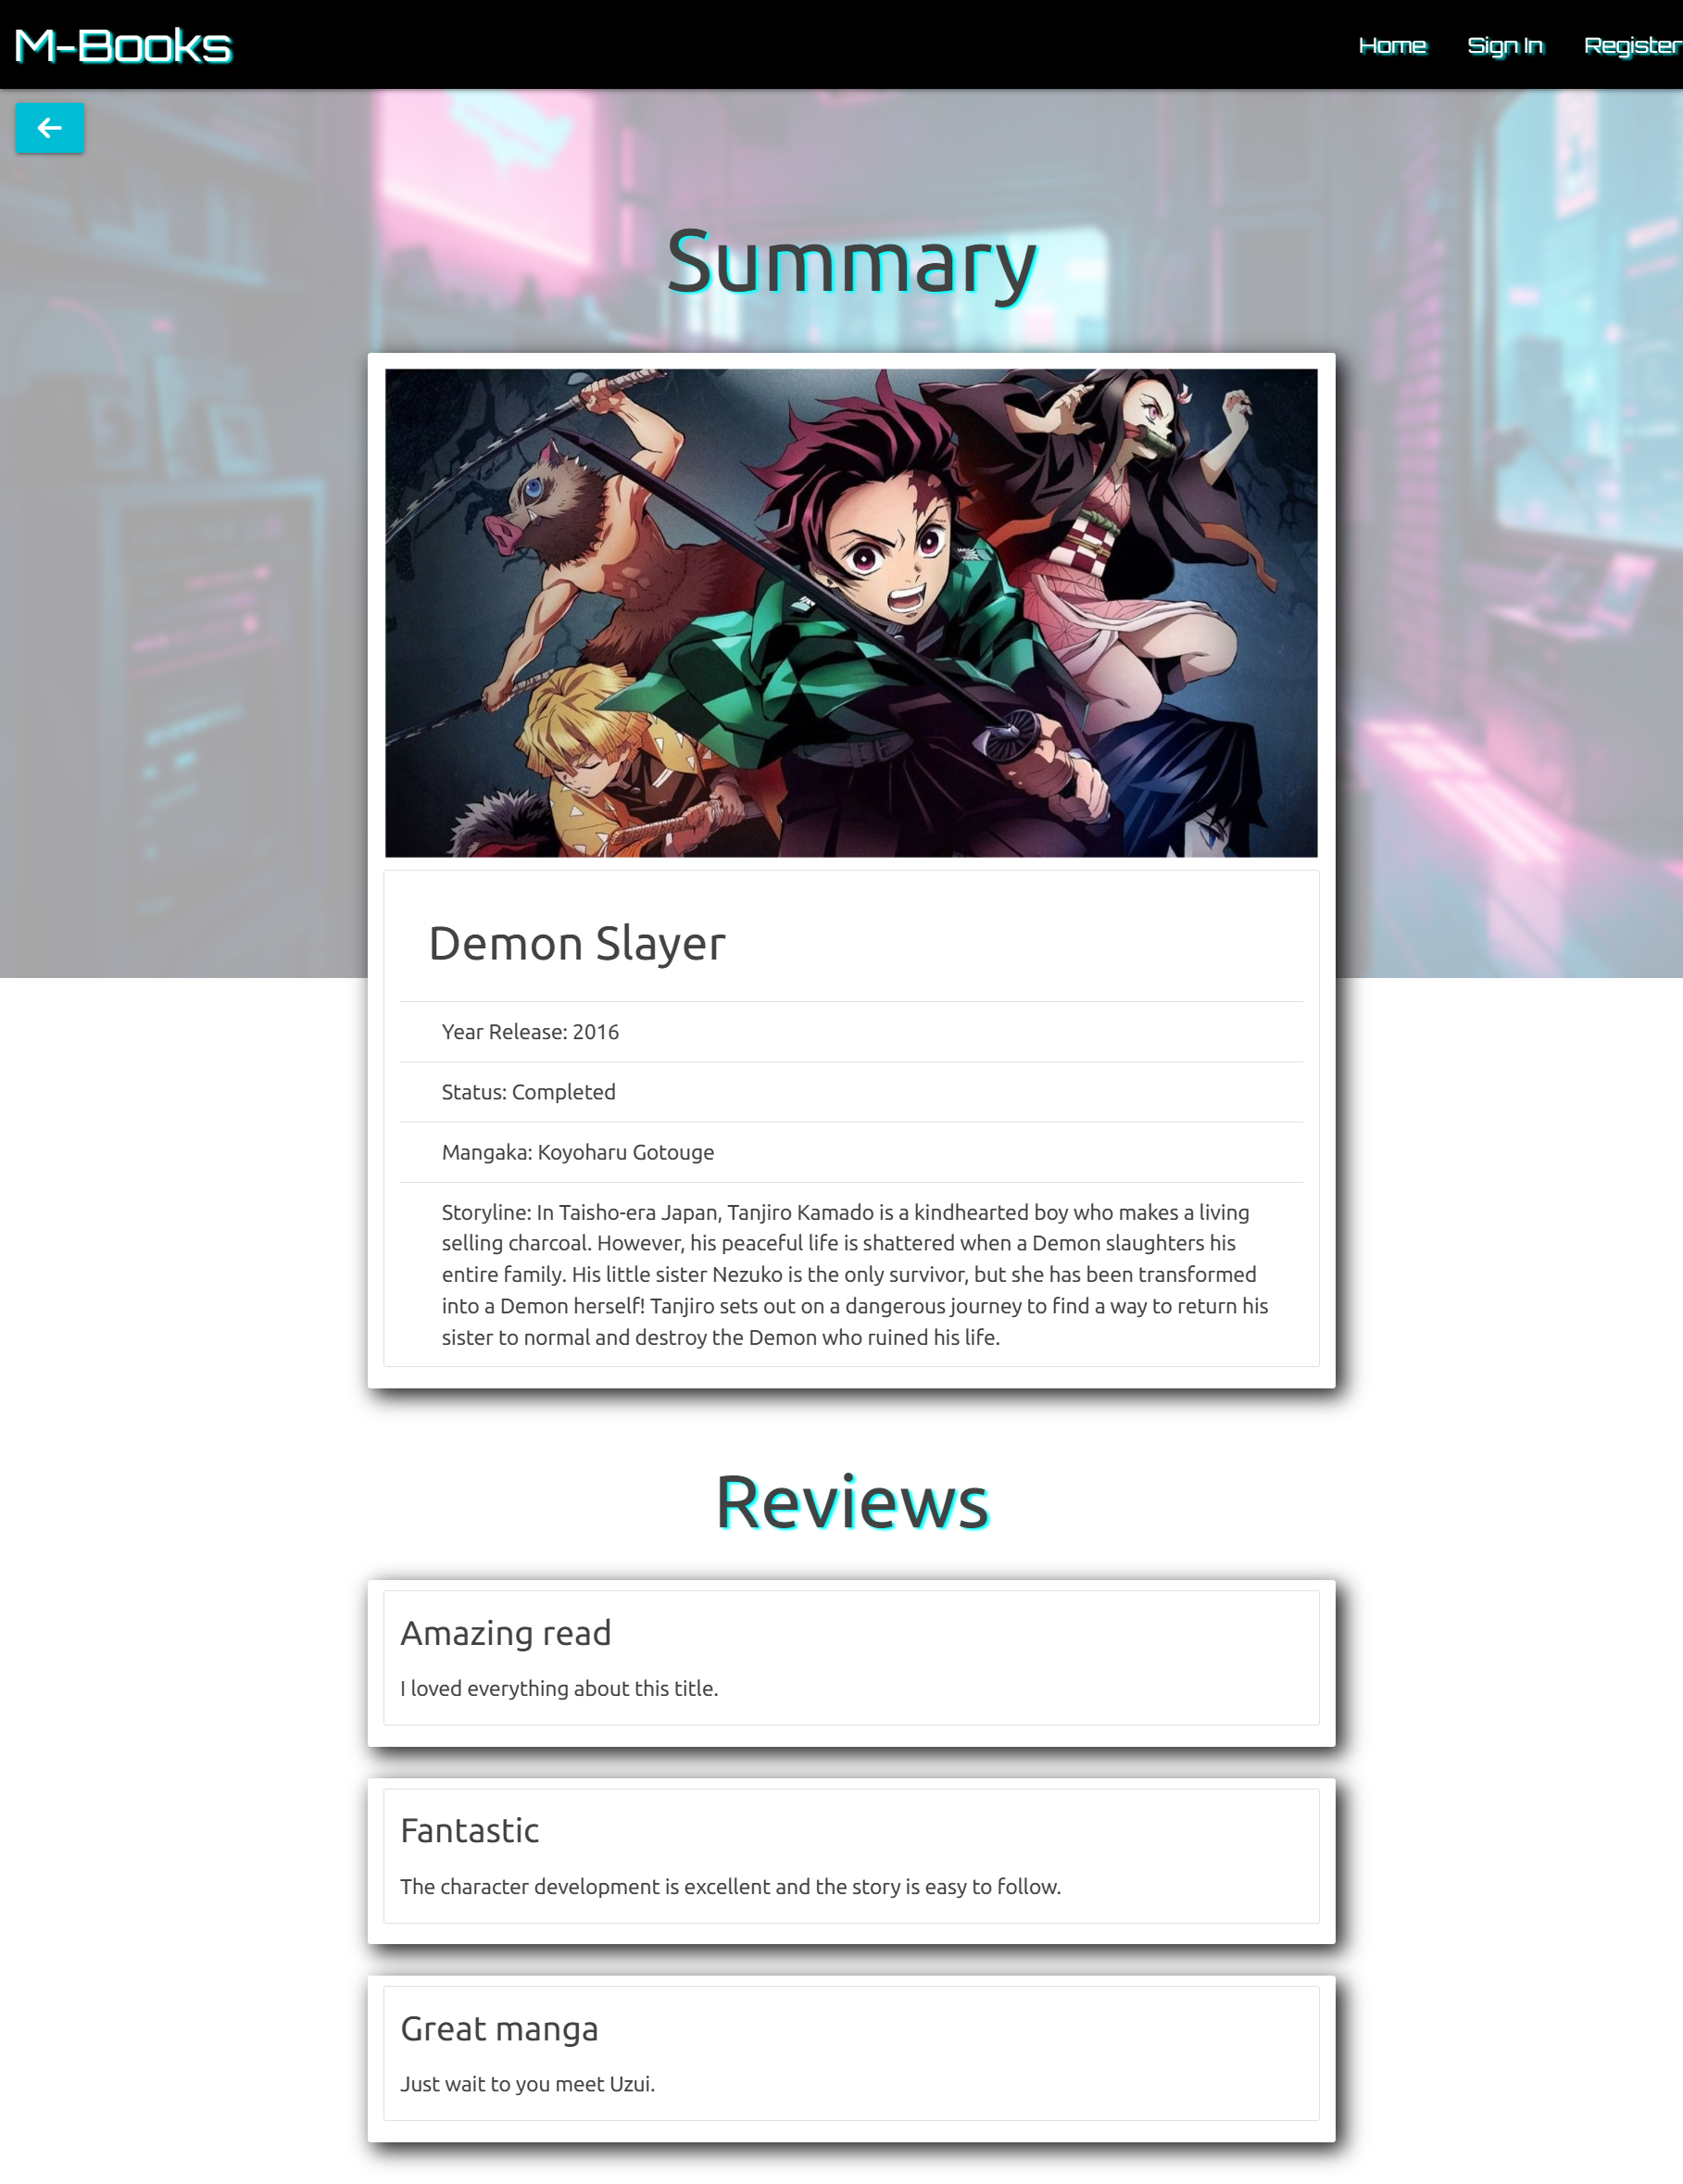 M-Books
Home
Sign In
Register
Summary
Demon Slayer
Year Release: 2016
Status: Completed
Mangaka: Koyoharu Gotouge
Storyline: In Taisho-era Japan, Tanjiro Kamado is a kindhearted boy who makes a living
selling charcoal. However, his peaceful life is shattered when a Demon slaughters his
entire family. His little sister Nezuko is the only survivor, but she has been transformed
into a Demon herself! Tanjiro sets out on a dangerous journey to find a way to return his
sister to normal and destroy the Demon who ruined his life.
Reviews
Amazing read
I loved everything about this title.
Fantastic
The character development is excellent and the story is easy to follow.
Great manga
Just wait to you meet Uzui.